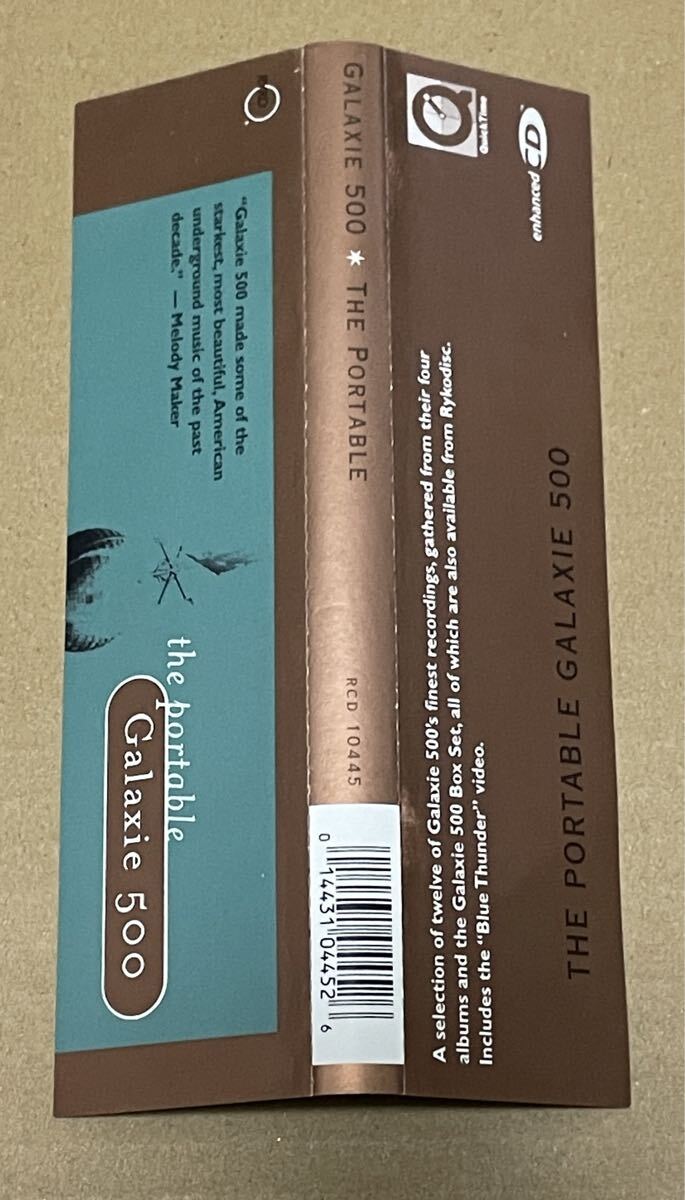 RYKO
"Galaxie 500 made some of the
starkest, most beautiful, American
underground music of the past
decade." — Melody Maker
the portable
Galaxie 500
GALAXIE 500 * THE PORTABLE
RCD 10445
0 14431 04452 6
QuickTime
enhanced CD
A selection of twelve of Galaxie 500's finest recordings, gathered from their four
albums and the Galaxie 500 Box Set, all of which are also available from Rykodisc.
Includes the "Blue Thunder" video.
THE PORTABLE GALAXIE 500